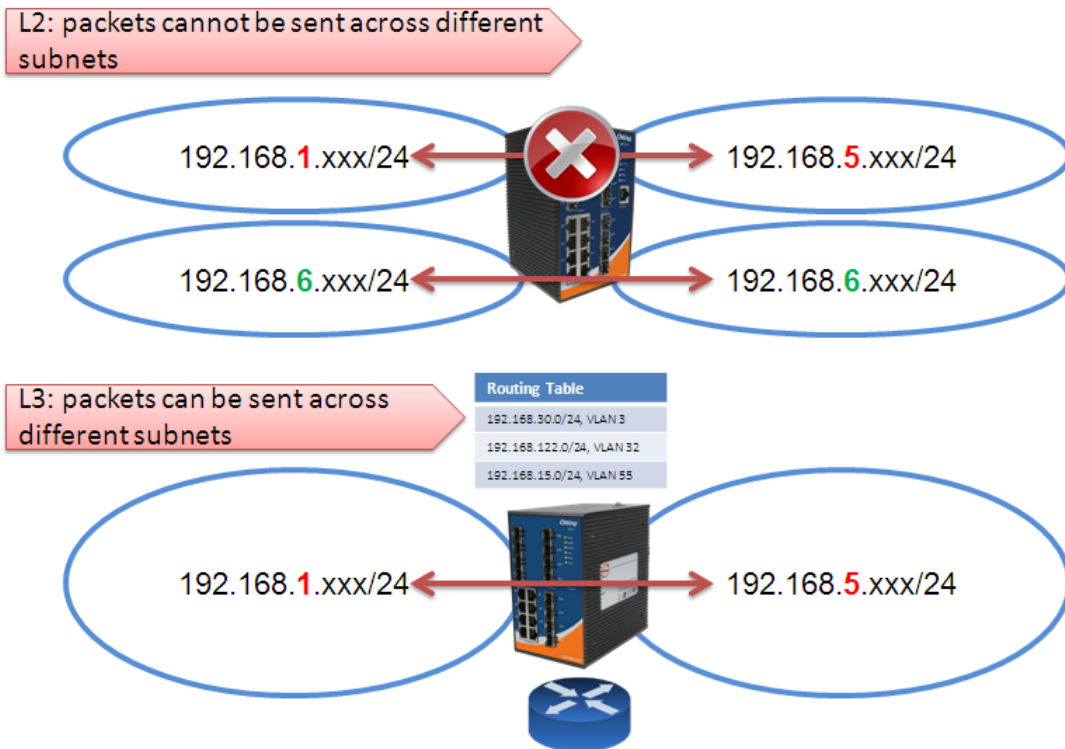 L2: packets cannot be sent across different
subnets
192.168.1.xxx/24
192.168.5.xxx/24
192.168.6.xxx/24
192.168.6.xxx/24
L3: packets can be sent across
different subnets
Routing Table
192.168.30.0/24, VLAN 3
192.168.122.0/24, VLAN 32
192.168.15.0/24, VLAN 55
ORing
192.168.1.xxx/24
192.168.5.xxx/24